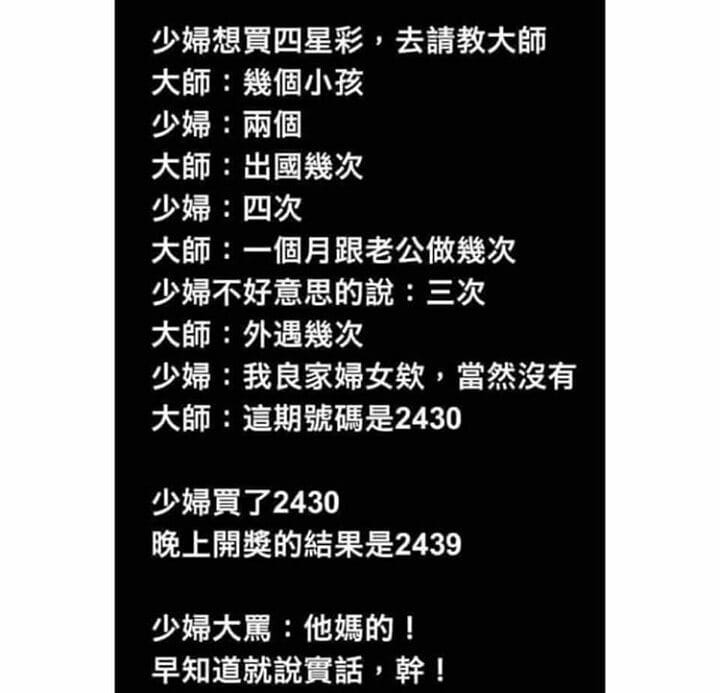 少婦想買四星彩，去請教大師
大師：幾個小孩
少婦：兩個
大師：出國幾次
少婦：四次
大師：一個月跟老公做幾次
少婦不好意思的說：三次
大師：外遇幾次
少婦：我良家婦女欸，當然沒有
大師：這期號碼是2430
少婦買了2430
晚上開獎的結果是2439
少婦大罵：他媽的！
早知道就說實話，幹！